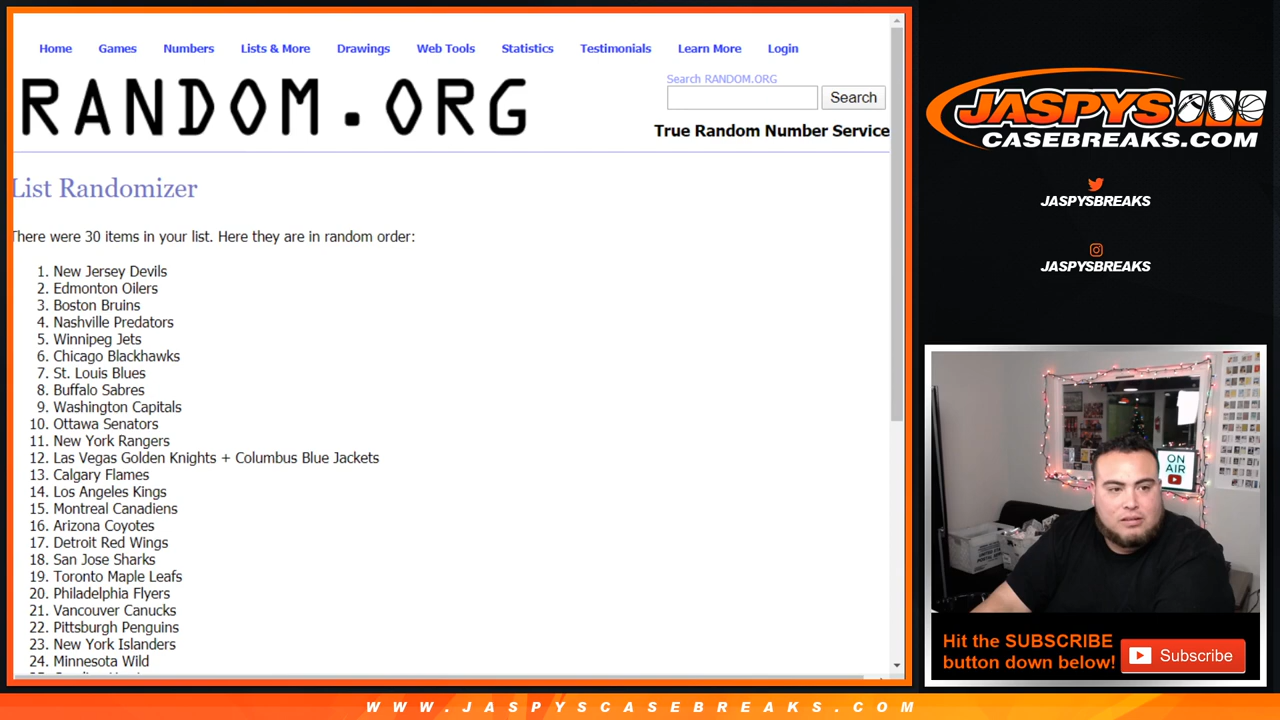 Home Games Numbers Lists & More Drawings Web Tools Statistics Testimonials Learn More Login
RANDOM.ORG
Search RANDOM.ORG
Search
True Random Number Service
List Randomizer
There were 30 items in your list. Here they are in random order:
1. New Jersey Devils
2. Edmonton Oilers
3. Boston Bruins
4. Nashville Predators
5. Winnipeg Jets
6. Chicago Blackhawks
7. St. Louis Blues
8. Buffalo Sabres
9. Washington Capitals
10. Ottawa Senators
11. New York Rangers
12. Las Vegas Golden Knights + Columbus Blue Jackets
13. Calgary Flames
14. Los Angeles Kings
15. Montreal Canadiens
16. Arizona Coyotes
17. Detroit Red Wings
18. San Jose Sharks
19. Toronto Maple Leafs
20. Philadelphia Flyers
21. Vancouver Canucks
22. Pittsburgh Penguins
23. New York Islanders
24. Minnesota Wild
JASPYS
CASEBREAKS.COM
JASPYSBREAKS
JASPYSBREAKS
ON
AIR
Hit the SUBSCRIBE
button down below!
Subscribe
WWW.JASPYSCASEBREAKS.COM